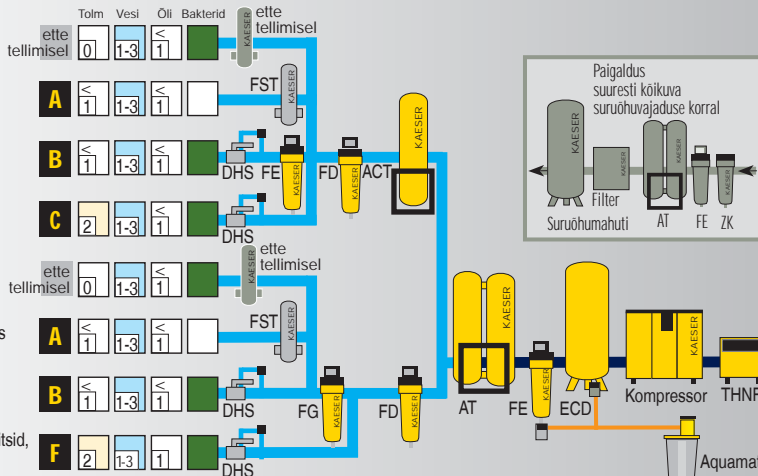 Tolm Vesi Õli Bakterid
ette
tellimisel
0 1-3 < 1
KAESER
ette
tellimisel
A < 1 1-3 < 1
FST
KAESER
B < 1 1-3 < 1
DHS FE KAESER FD KAESER ACT KAESER
C 2 1-3 < 1
DHS
ette
tellimisel
0 1-3 < 1
KAESER
ette
tellimisel
s
A < 1 1-3 < 1
FST
KAESER
B < 1 1-3 < 1
DHS FG KAESER FD KAESER
itsid,
F 2 1-3 < 1
DHS
Paigaldus
suuresti kõikuva
suruõhuvajaduse korral
KAESER
KAESER
KAESER
KAESER
KAESER
Suruõhumahuti
Filter
AT FE ZK
KAESER
KAESER
KAESER
KAESER
AT FE ECD Kompressor THNF
Aquamat